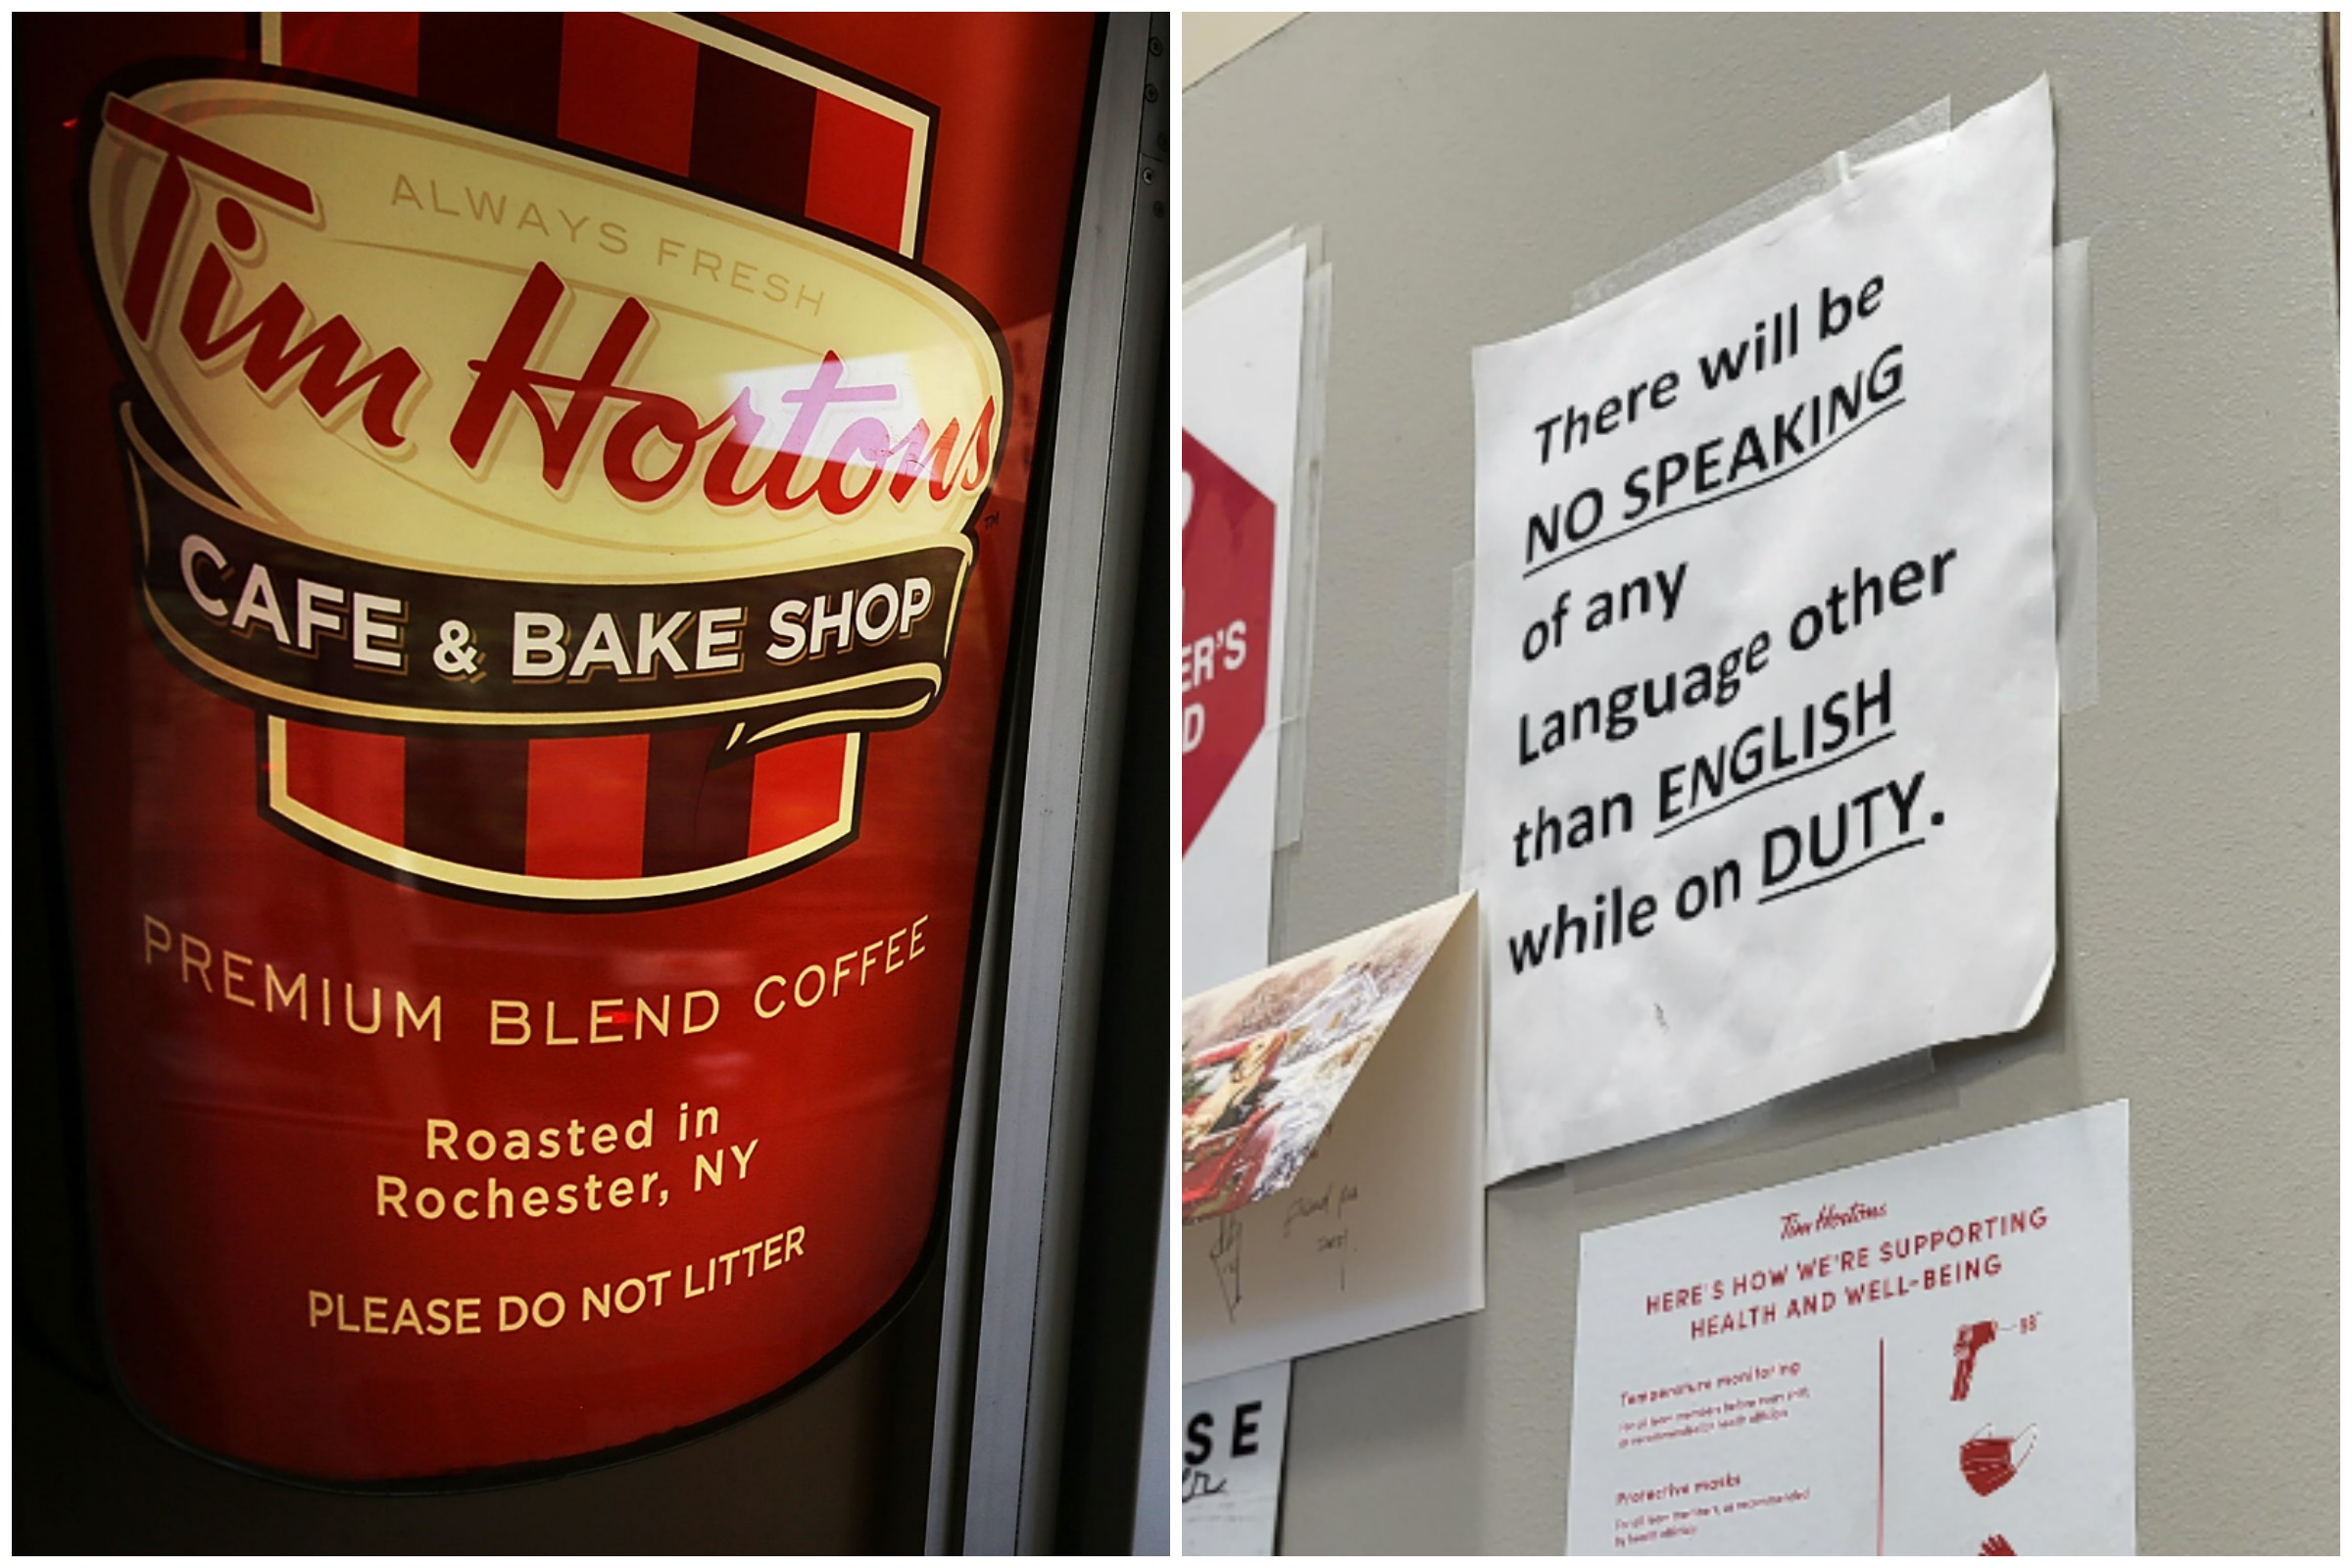 ALWAYS FRESH
Tim Hortons
TM
CAFE & BAKE SHOP
PREMIUM BLEND COFFEE
Roasted in
Rochester, NY
PLEASE DO NOT LITTER
There will be
NO SPEAKING
of any
Language other
than ENGLISH
while on DUTY.
ER'S
D
SE
Tim Hortons
HERE'S HOW WE'RE SUPPORTING
HEALTH AND WELL-BEING
Temperature monitoring
Protective masks